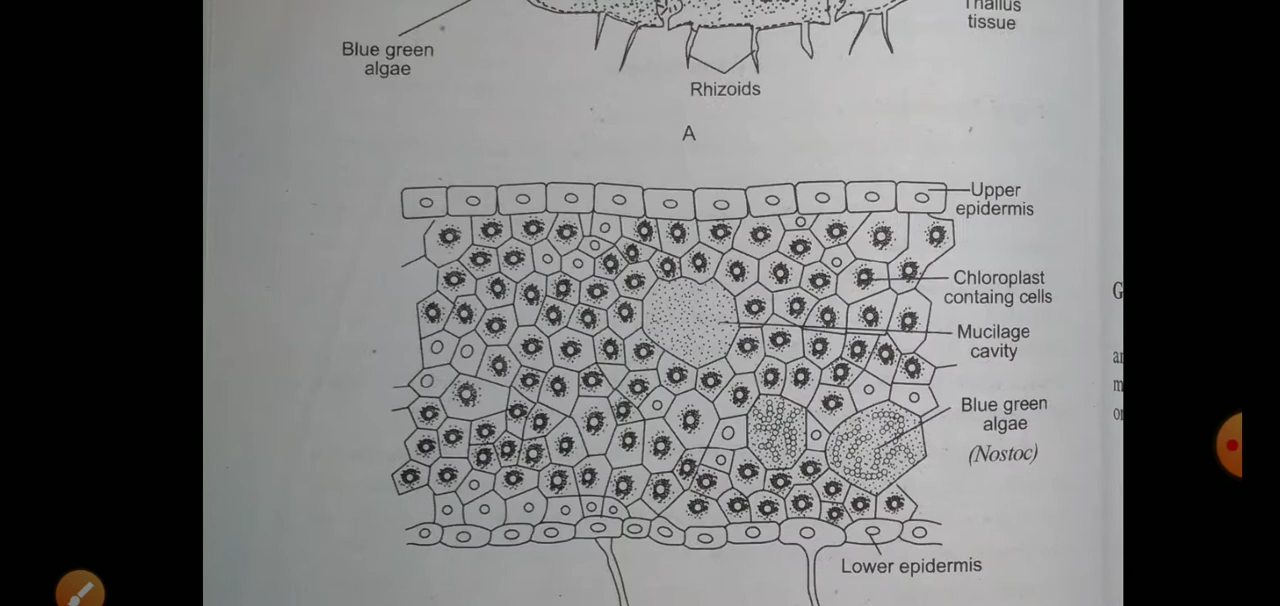 Thallus
tissue
Blue green
algae
Rhizoids
A
Upper
epidermis
Chloroplast
containg cells
Mucilage
cavity
Blue green
algae
(Nostoc)
Lower epidermis
G